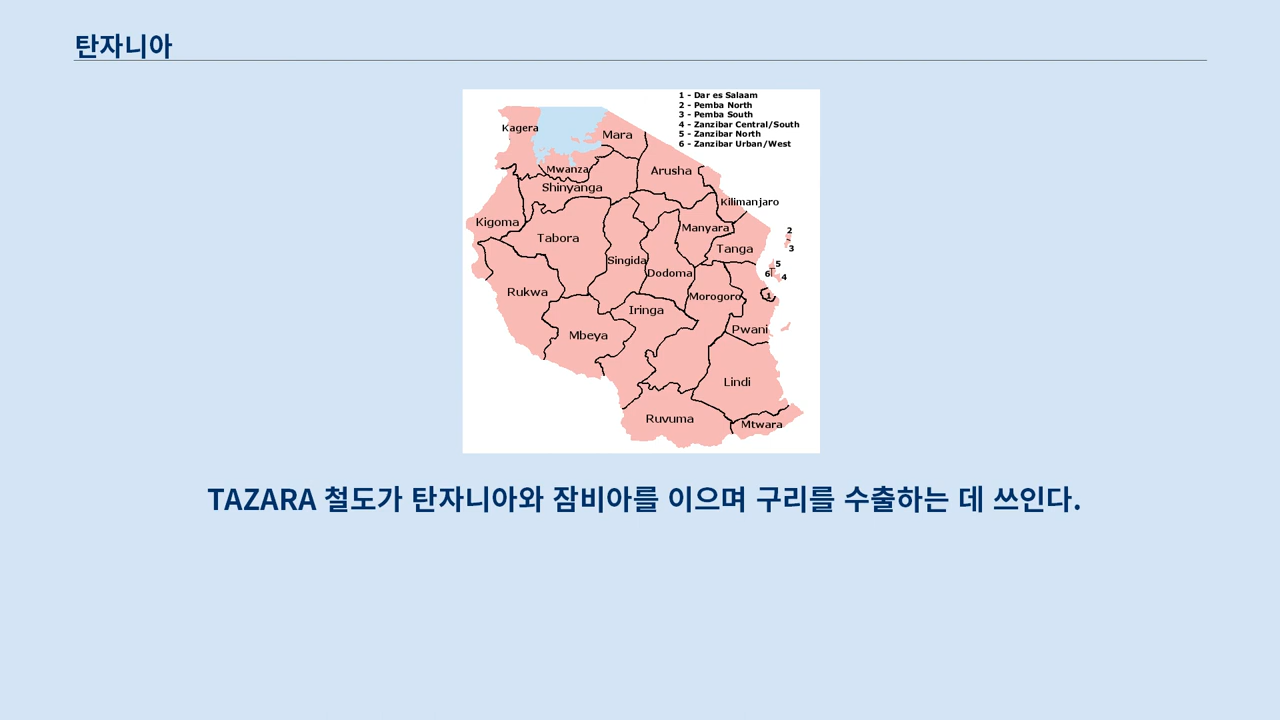 탄자니아
1 - Dar es Salaam
2 - Pemba North
3 - Pemba South
4 - Zanzibar Central/South
5 - Zanzibar North
6 - Zanzibar Urban/West
Kagera
Mara
Mwanza
Arusha
Shinyanga
Kilimanjaro
Kigoma
Manyara
2
Tabora
Tanga
3
Singida
5
Dodoma
6
4
Rukwa
Morogoro
1
Iringa
Mbeya
Pwani
Lindi
Ruvuma
Mtwara
TAZARA 철도가 탄자니아와 잠비아를 이으며 구리를 수출하는 데 쓰인다.